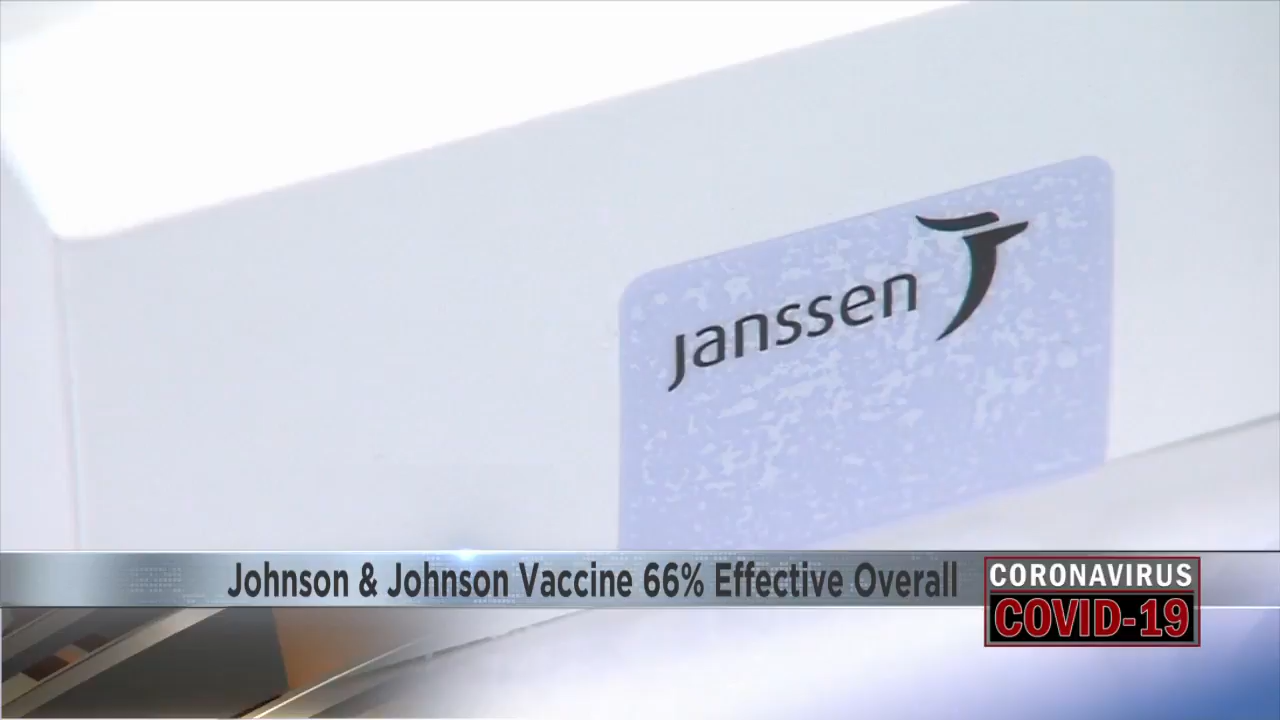 Janssen
Johnson & Johnson Vaccine 66% Effective Overall
CORONAVIRUS
COVID-19